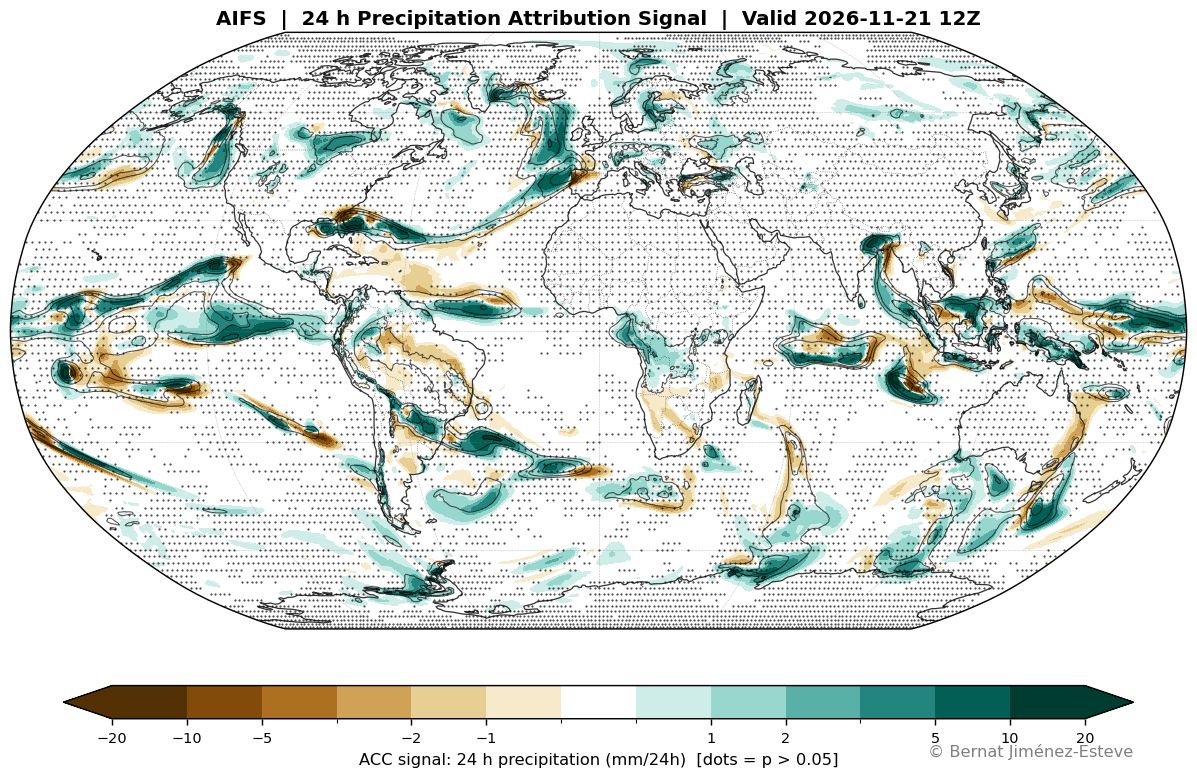 AIFS | 24 h Precipitation Attribution Signal | Valid 2026-11-21 12Z
−20 −10 −5 −2 −1 1 2 5 10 20
© Bernat Jiménez-Esteve
ACC signal: 24 h precipitation (mm/24h) [dots = p > 0.05]